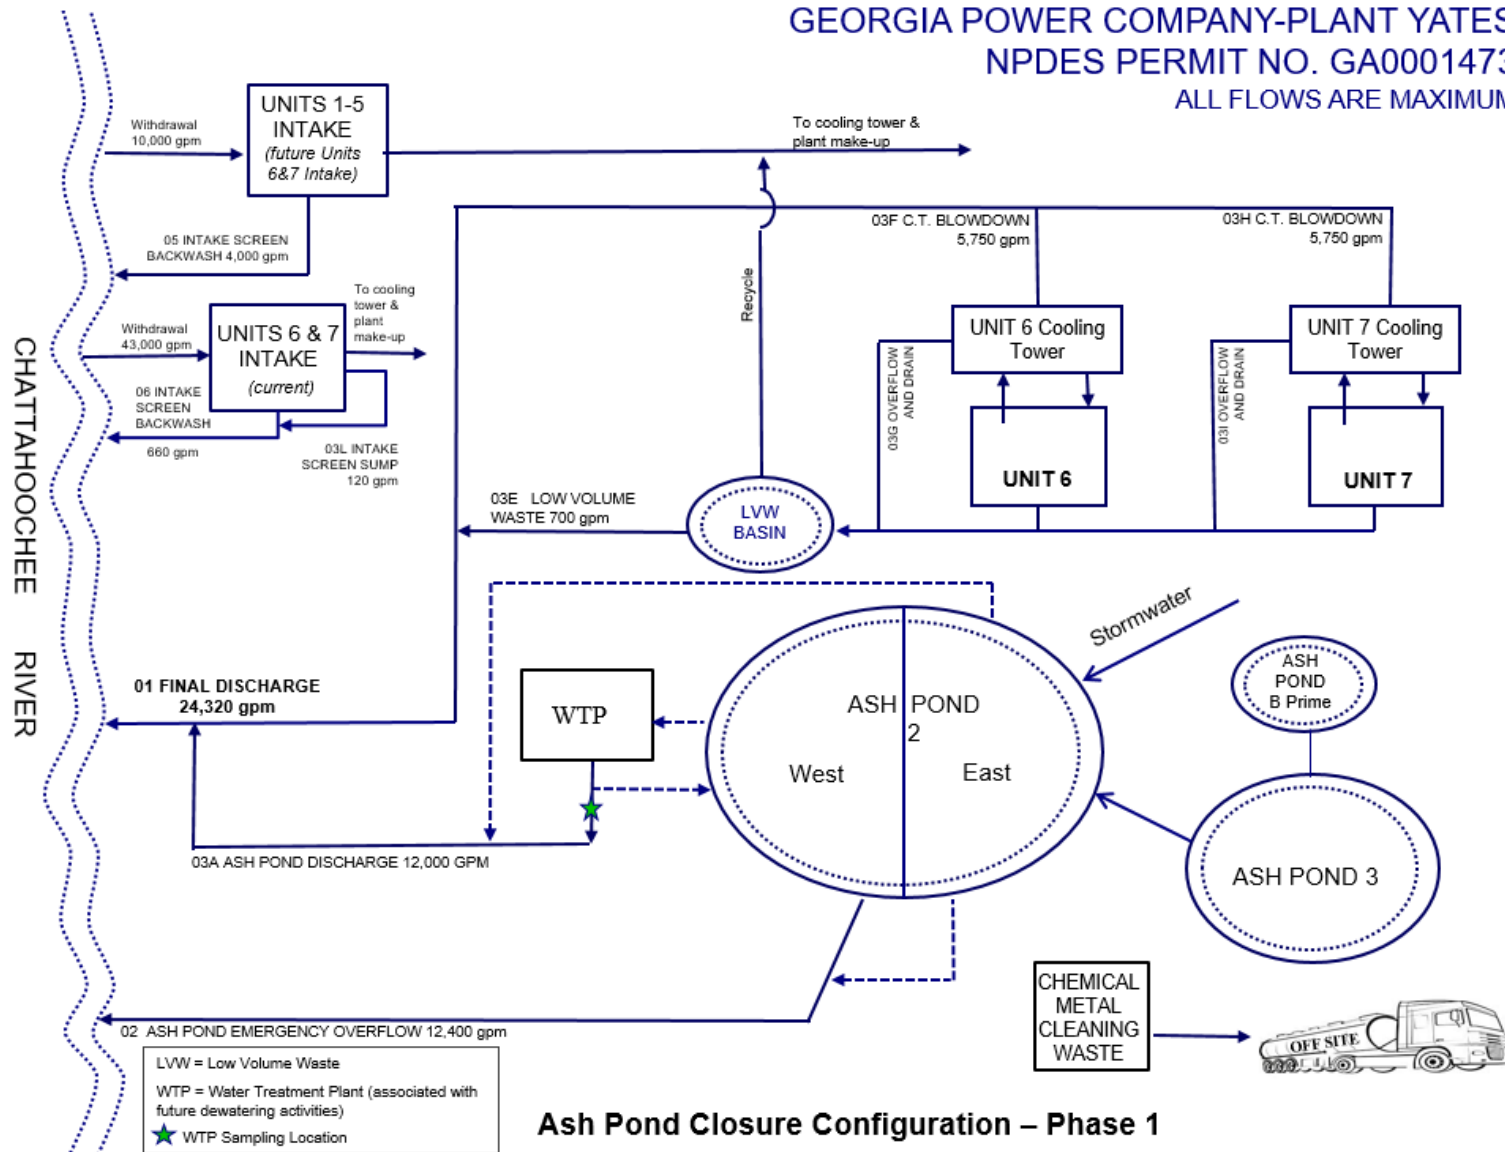 GEORGIA POWER COMPANY-PLANT YATES
NPDES PERMIT NO. GA0001473
ALL FLOWS ARE MAXIMUM
UNITS 1-5
INTAKE
(future Units
6&7 Intake)
Withdrawal
10,000 gpm
To cooling tower &
plant make-up
05 INTAKE SCREEN
BACKWASH 4,000 gpm
03F C.T. BLOWDOWN
5,750 gpm
03H C.T. BLOWDOWN
5,750 gpm
To cooling
tower &
plant
make-up
Withdrawal
43,000 gpm
UNITS 6 & 7
INTAKE
(current)
06 INTAKE
SCREEN
BACKWASH
660 gpm
03L INTAKE
SCREEN SUMP
120 gpm
Recycle
UNIT 6 Cooling
Tower
UNIT 7 Cooling
Tower
03G OVERFLOW
AND DRAIN
03I OVERFLOW
AND DRAIN
UNIT 6
UNIT 7
CHATTAHOOCHEE RIVER
03E LOW VOLUME
WASTE 700 gpm
LVW
BASIN
Stormwater
01 FINAL DISCHARGE
24,320 gpm
WTP
ASH POND
2
West
East
ASH
POND
B Prime
ASH POND 3
03A ASH POND DISCHARGE 12,000 GPM
02 ASH POND EMERGENCY OVERFLOW 12,400 gpm
CHEMICAL
METAL
CLEANING
WASTE
OFF SITE
LVW = Low Volume Waste
WTP = Water Treatment Plant (associated with
future dewatering activities)
WTP Sampling Location
Ash Pond Closure Configuration – Phase 1